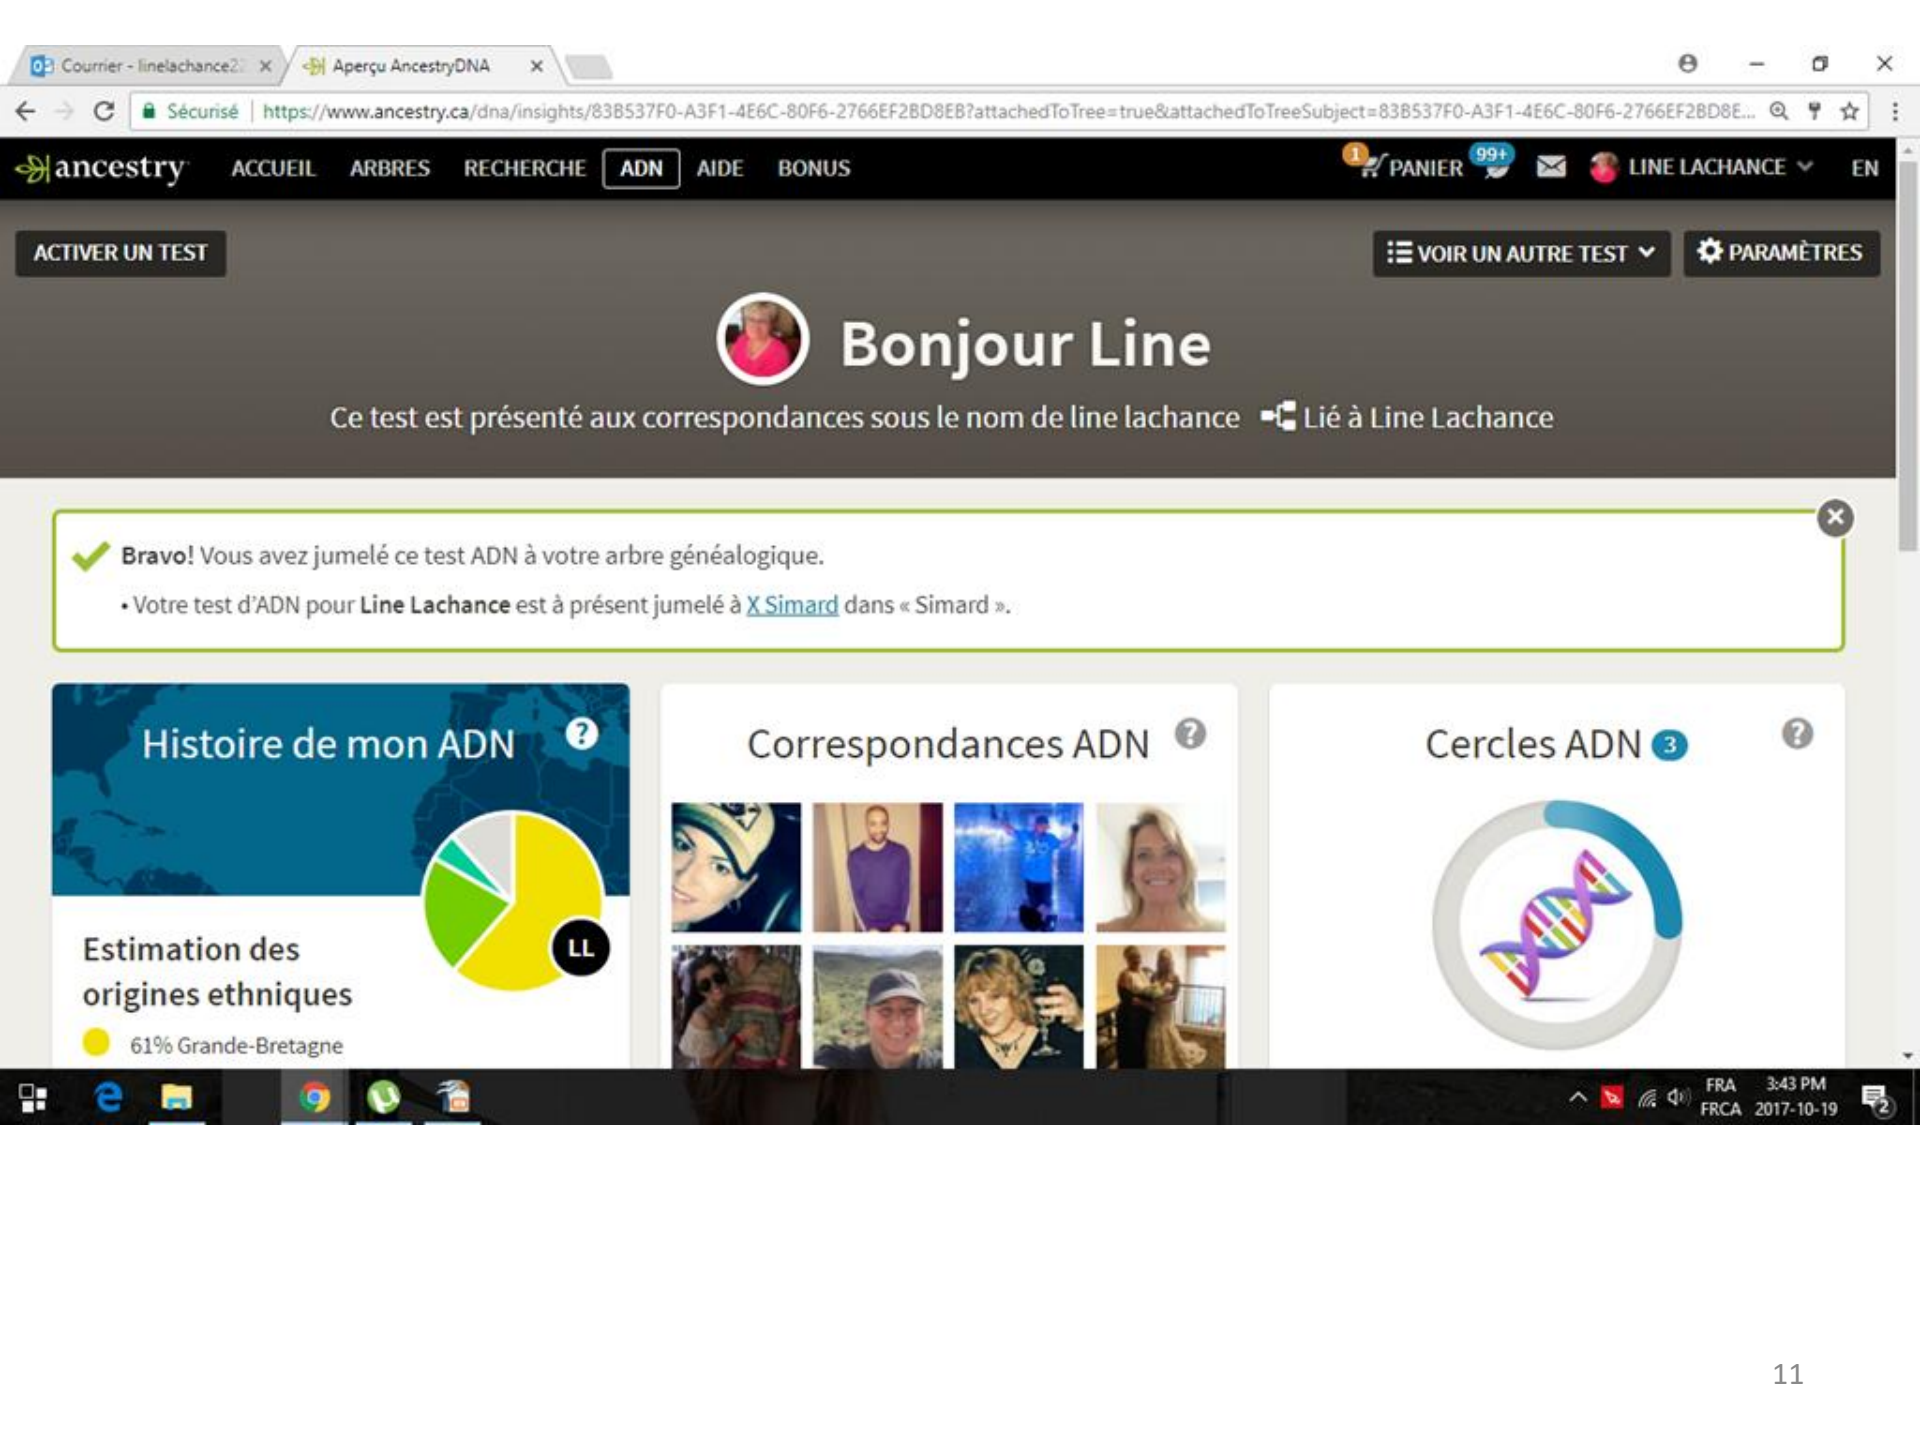 Courrier - linelachance22
Aperçu AncestryDNA
Sécurisé | https://www.ancestry.ca/dna/insights/83B537F0-A3F1-4E6C-80F6-2766EF2BD8EB?attachedToTree=true&attachedToTreeSubject=83B537F0-A3F1-4E6C-80F6-2766EF2BD8E...
ancestry ACCUEIL ARBRES RECHERCHE ADN AIDE BONUS 1 PANIER 99+ LINE LACHANCE EN
ACTIVER UN TEST VOIR UN AUTRE TEST PARAMÈTRES
Bonjour Line
Ce test est présenté aux correspondances sous le nom de line lachance Lié à Line Lachance
Bravo! Vous avez jumelé ce test ADN à votre arbre généalogique.
• Votre test d'ADN pour Line Lachance est à présent jumelé à X Simard dans « Simard ».
Histoire de mon ADN ?
LL
Estimation des
origines ethniques
61% Grande-Bretagne
Correspondances ADN ?
Cercles ADN 3 ?
FRA 3:43 PM
FRCA 2017-10-19 2
11